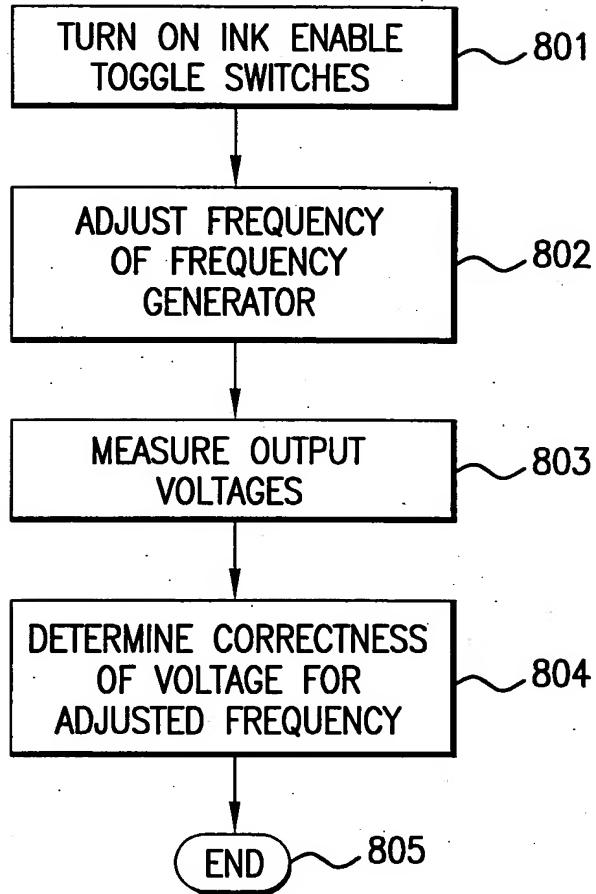 TURN ON INK ENABLE
TOGGLE SWITCHES
801
ADJUST FREQUENCY
OF FREQUENCY
GENERATOR
802
MEASURE OUTPUT
VOLTAGES
803
DETERMINE CORRECTNESS
OF VOLTAGE FOR
ADJUSTED FREQUENCY
804
END
805